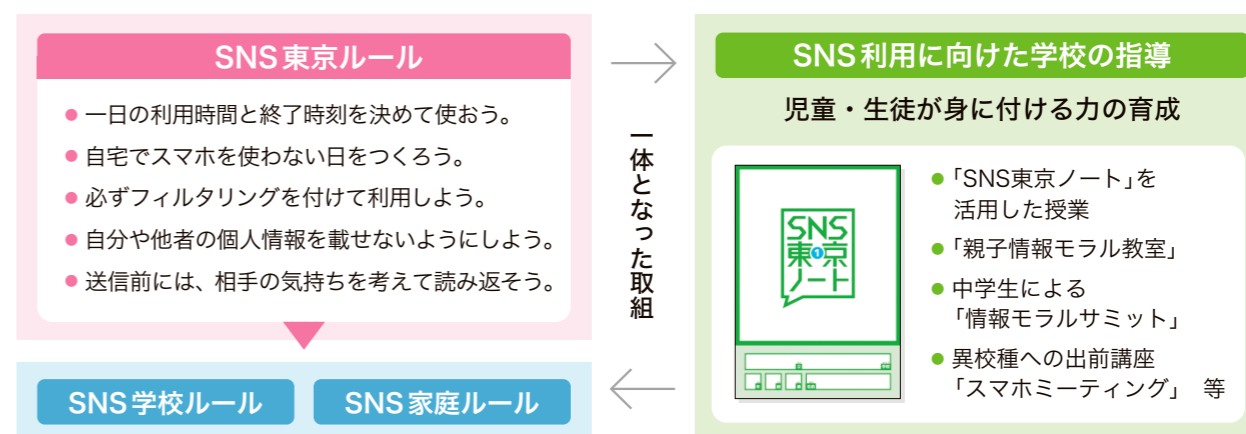 SNS東京ルール
一日の利用時間と終了時刻を決めて使おう。
自宅でスマホを使わない日をつくろう。
必ずフィルタリングを付けて利用しよう。
自分や他者の個人情報を載せないようにしよう。
送信前には、相手の気持ちを考えて読み返そう。
SNS学校ルール
SNS家庭ルール
一体となった取組
SNS利用に向けた学校の指導
児童・生徒が身に付ける力の育成
SNS
東1京
ノート
「SNS東京ノート」を
活用した授業
「親子情報モラル教室」
中学生による
「情報モラルサミット」
異校種への出前講座
「スマホミーティング」 等